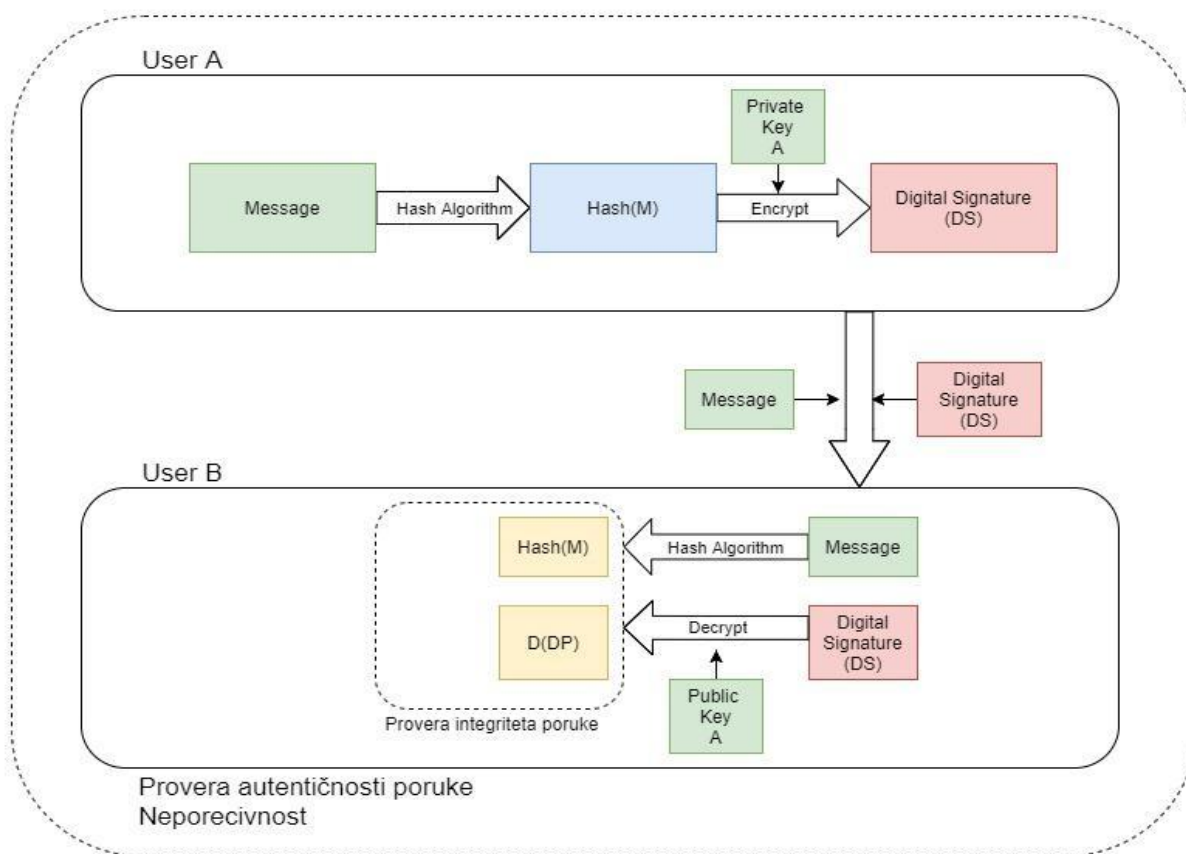 User A
Private
Key
A
Message
Hash Algorithm
Hash(M)
Encrypt
Digital Signature
(DS)
Message
Digital
Signature
(DS)
User B
Hash(M)
Hash Algorithm
Message
D(DP)
Decrypt
Digital
Signature
(DS)
Public
Key
A
Provera integriteta poruke
Provera autentičnosti poruke
Neporecivnost